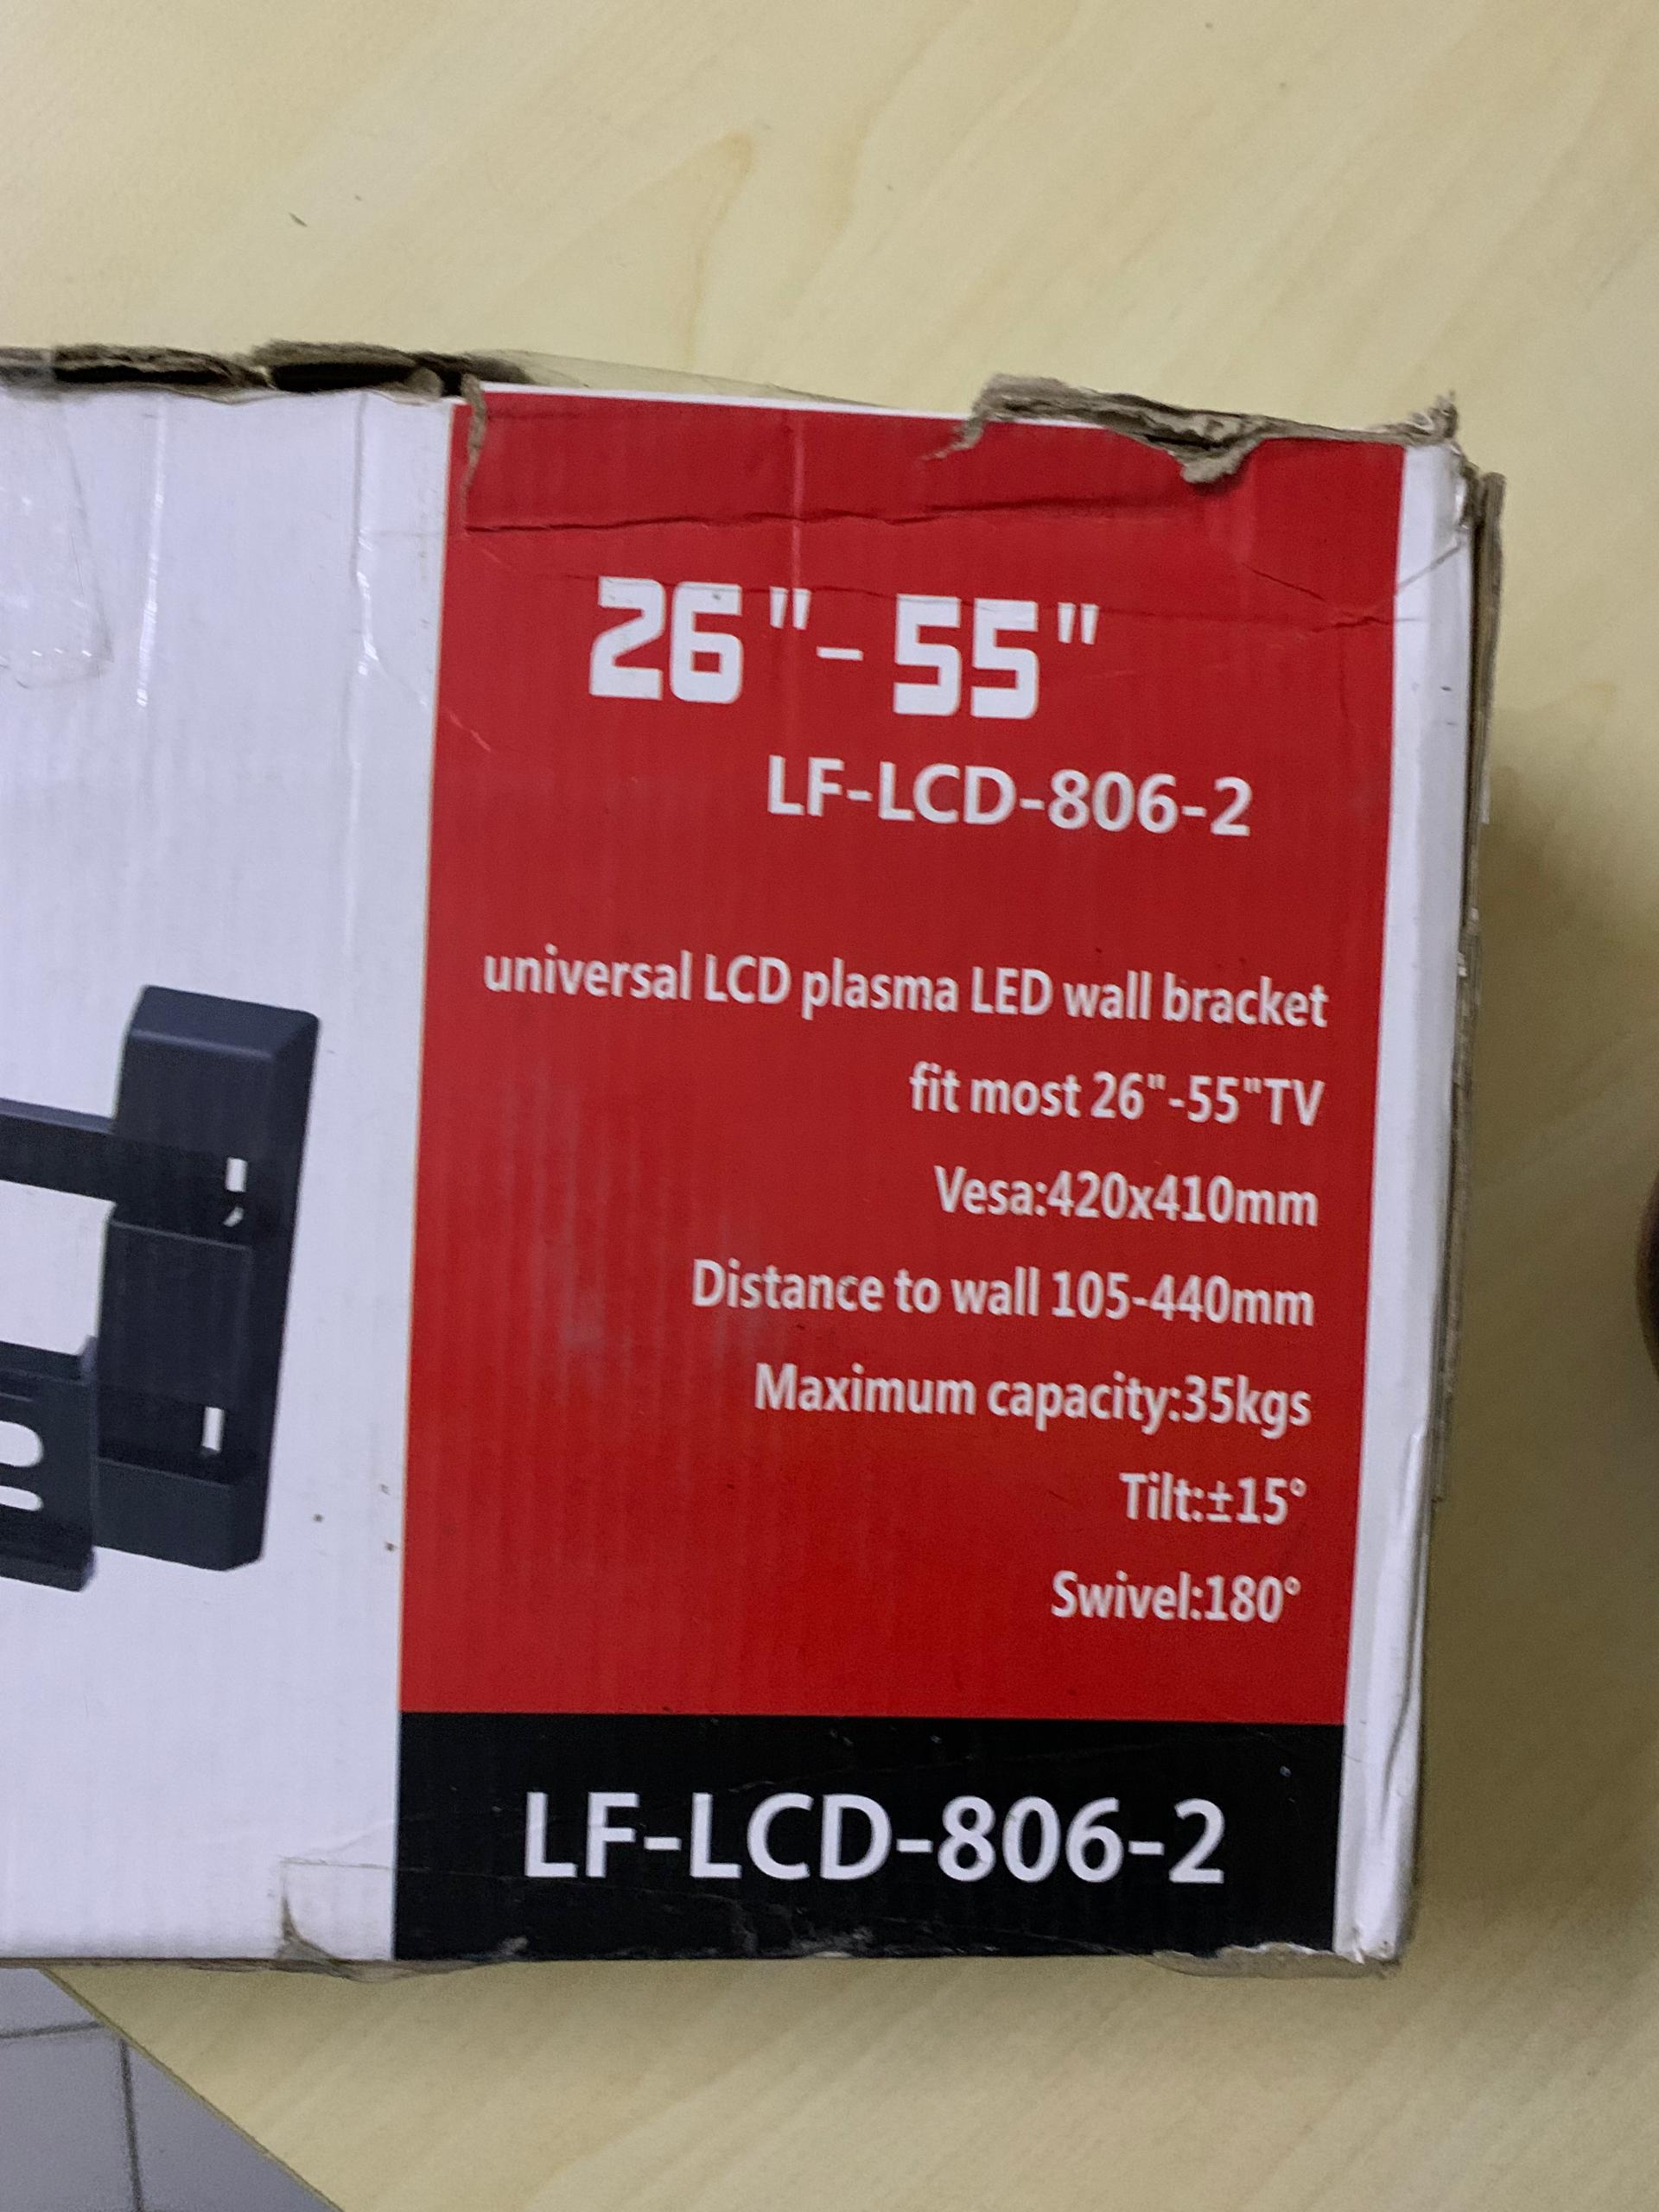 26"-55"
LF-LCD-806-2
universal LCD plasma LED wall bracket
fit most 26"-55"TV
Vesa:420x410mm
Distance to wall 105-440mm
Maximum capacity:35kgs
Tilt:±15°
Swivel:180°
LF-LCD-806-2